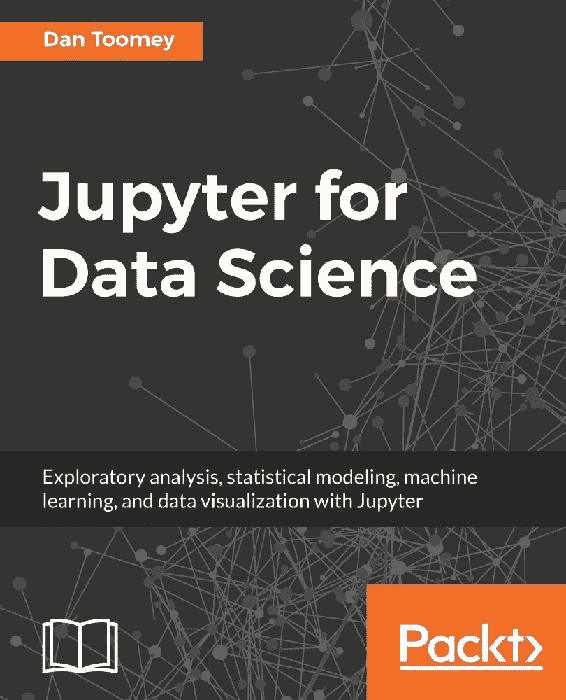 Dan Toomey
Jupyter for
Data Science
Exploratory analysis, statistical modeling, machine
learning, and data visualization with Jupyter
Packt>